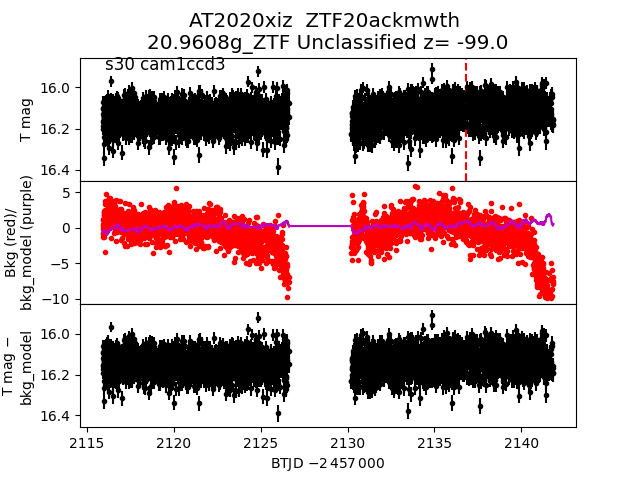 AT2020xiz  ZTF20ackmwth
20.9608g_ZTF Unclassified z= -99.0
s30 cam1ccd3
T mag
16.0
16.2
16.4
Bkg (red)/
bkg_model (purple)
5
0
−5
−10
T mag −
bkg_model
16.0
16.2
16.4
2115
2120
2125
2130
2135
2140
BTJD −2 457 000